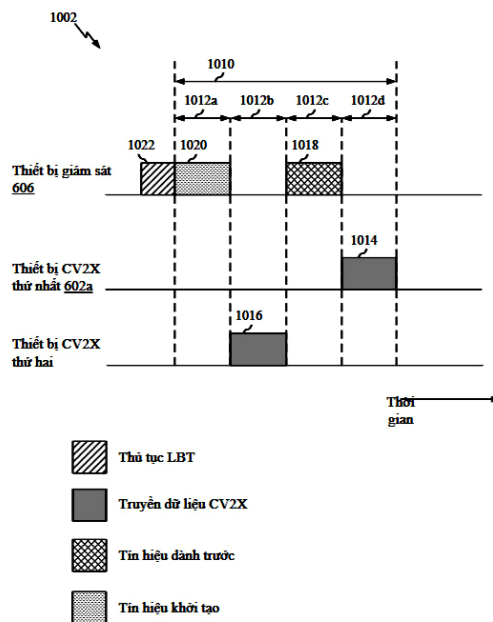 1002
1010
1012a 1012b 1012c 1012d
1022 1020 1018
Thiết bị giám sát
606
1014
Thiết bị CV2X
thứ nhất 602a
1016
Thiết bị CV2X
thứ hai
Thời
gian
Thủ tục LBT
Truyền dữ liệu CV2X
Tín hiệu dành trước
Tín hiệu khởi tạo